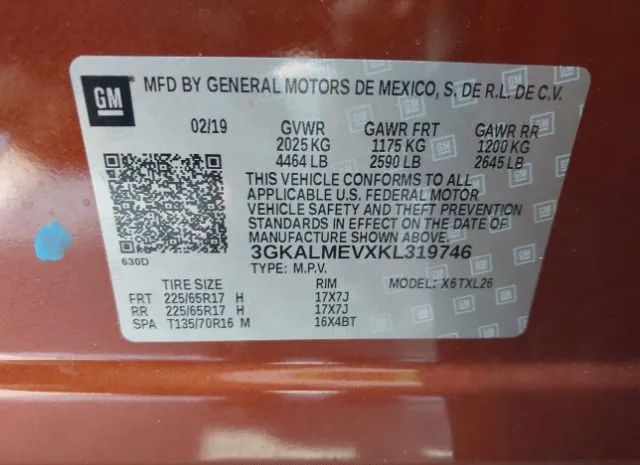 GM MFD BY GENERAL MOTORS DE MEXICO, S. DE R.L. DE C.V.
02/19 GVWR GAWR FRT GAWR RR
2025 KG 1175 KG 1200 KG
4464 LB 2590 LB 2645 LB
THIS VEHICLE CONFORMS TO ALL
APPLICABLE U.S. FEDERAL MOTOR
VEHICLE SAFETY AND THEFT PREVENTION
STANDARDS IN EFFECT ON THE DATE OF
MANUFACTURE SHOWN ABOVE.
630D 3GKALMEVXKL319746
TYPE: M.P.V. MODEL: X6TXL26
TIRE SIZE RIM
FRT 225/65R17 H 17X7J
RR 225/65R17 H 17X7J
SPA T135/70R16 M 16X4BT